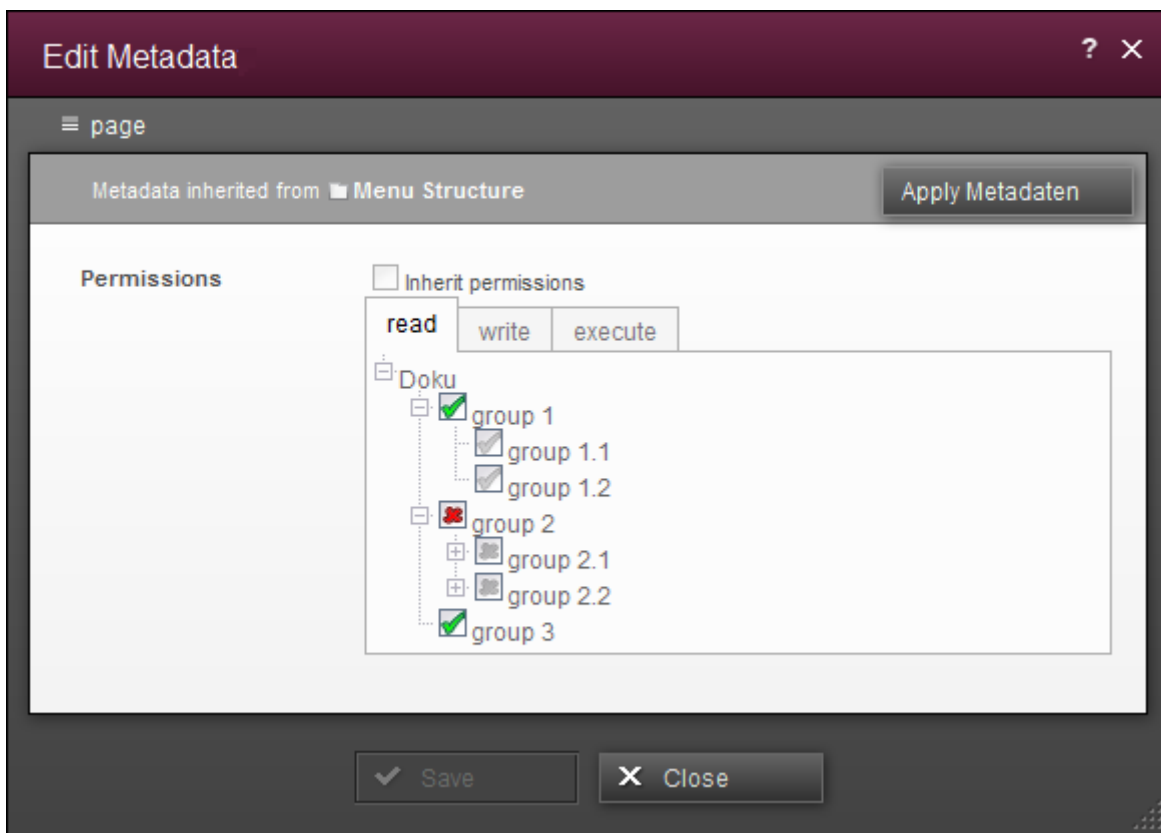 Edit Metadata ? ×
page
Metadata inherited from Menu Structure Apply Metadaten
Permissions Inherit permissions
read write execute
Doku
group 1
group 1.1
group 1.2
group 2
group 2.1
group 2.2
group 3
Save Close